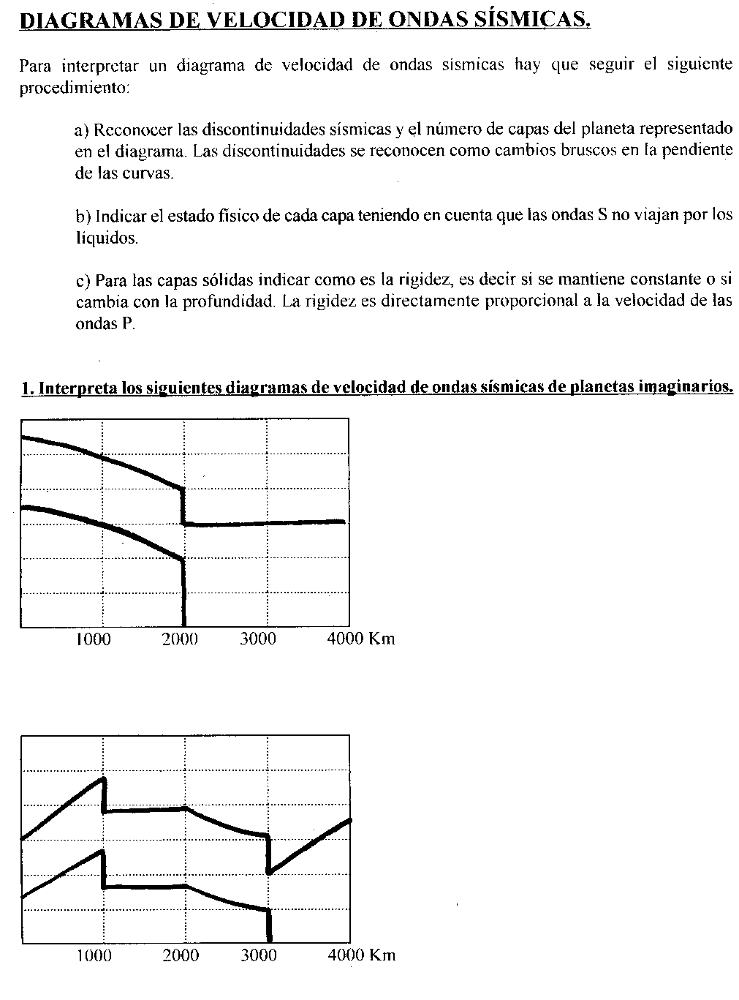 DIAGRAMAS DE VELOCIDAD DE ONDAS SÍSMICAS.
Para interpretar un diagrama de velocidad de ondas sísmicas hay que seguir el siguiente
procedimiento:
a) Reconocer las discontinuidades sísmicas y el número de capas del planeta representado
en el diagrama. Las discontinuidades se reconocen como cambios bruscos en la pendiente
de las curvas.
b) Indicar el estado físico de cada capa teniendo en cuenta que las ondas S no viajan por los
líquidos.
c) Para las capas sólidas indicar como es la rigidez, es decir si se mantiene constante o si
cambia con la profundidad. La rigidez es directamente proporcional a la velocidad de las
ondas P.
1. Interpreta los siguientes diagramas de velocidad de ondas sísmicas de planetas imaginarios.
1000 2000 3000 4000 Km
1000 2000 3000 4000 Km